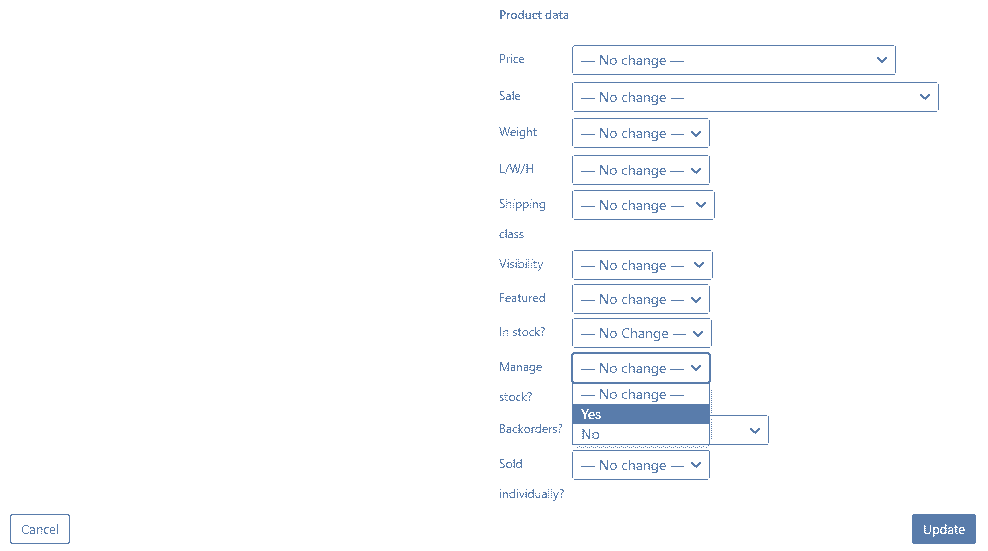 Product data
Price — No change —
Sale — No change —
Weight — No change —
L/W/H — No change —
Shipping class — No change —
Visibility — No change —
Featured — No change —
In stock? — No Change —
Manage stock? — No change —
— No change —
Yes
No
Backorders?
Sold individually? — No change —
Cancel Update